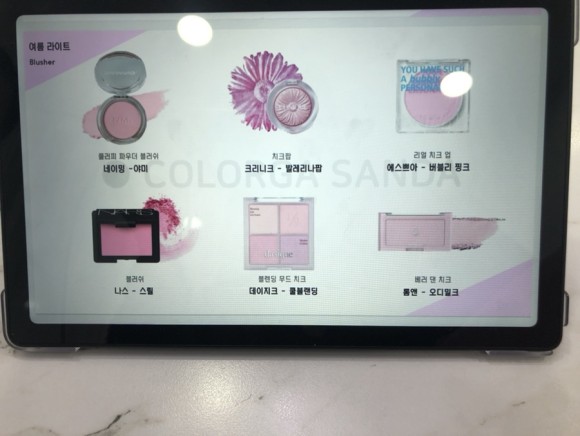 여름 라이트
Blusher
플러피 파우더 블러쉬
네이밍 -야미
치크팝
크리니크 - 발레리나팝
YOU HAVE SUCH
A BUBBLY
PERSONALITY
리얼 치크 업
에스쁘아 - 버블리 핑크
COLORGA SANDA
블러쉬
나스 - 스릴
블렌딩 무드 치크
데이지크 - 쿨블렌딩
베러 댄 치크
롬앤 - 오디밀크